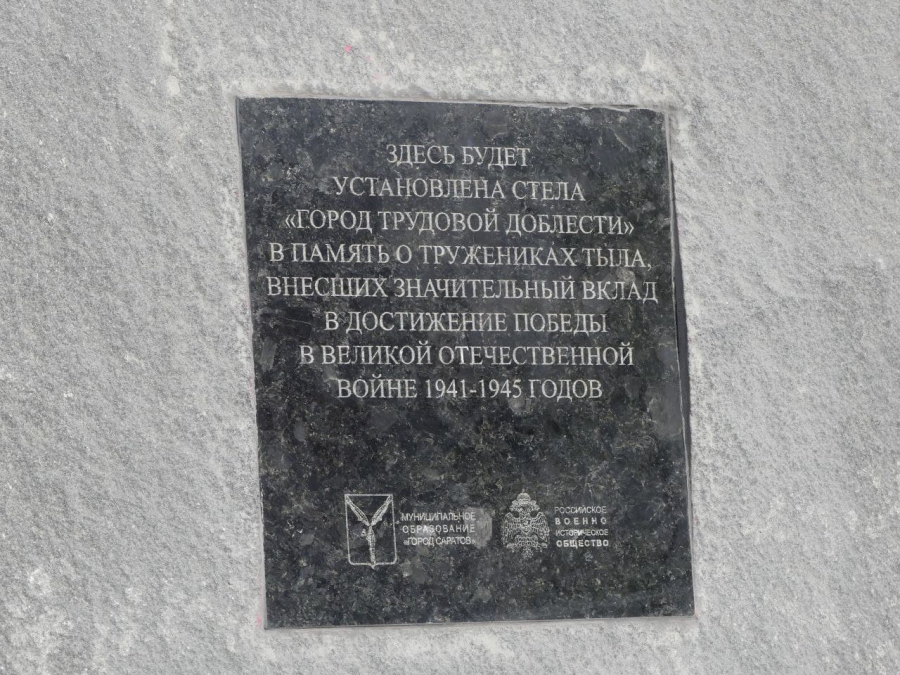 ЗДЕСЬ БУДЕТ
УСТАНОВЛЕНА СТЕЛА
«ГОРОД ТРУДОВОЙ ДОБЛЕСТИ»
В ПАМЯТЬ О ТРУЖЕНИКАХ ТЫЛА,
ВНЕСШИХ ЗНАЧИТЕЛЬНЫЙ ВКЛАД
В ДОСТИЖЕНИЕ ПОБЕДЫ
В ВЕЛИКОЙ ОТЕЧЕСТВЕННОЙ
ВОЙНЕ 1941-1945 ГОДОВ
МУНИЦИПАЛЬНОЕ
ОБРАЗОВАНИЕ
«ГОРОД САРАТОВ»
РОССИЙСКОЕ
ВОЕННО
ИСТОРИЧЕСКОЕ
ОБЩЕСТВО